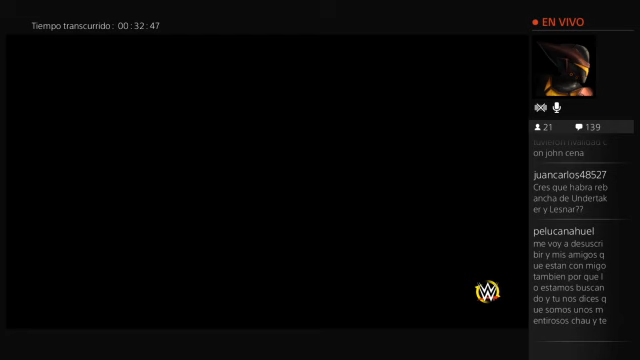 Tiempo transcurrido: 00:32:47
EN VIVO
21 139
tuvieron rivalidad c
on john cena
juancarlos48527
Cres que habra reb
ancha de Undertak
er y Lesnar??
pelucanahuel
me voy a desuscri
bir y mis amigos q
ue estan con migo
tambien por que l
o estamos buscan
do y tu nos dices q
ue somos unos m
entirosos chau y te
W